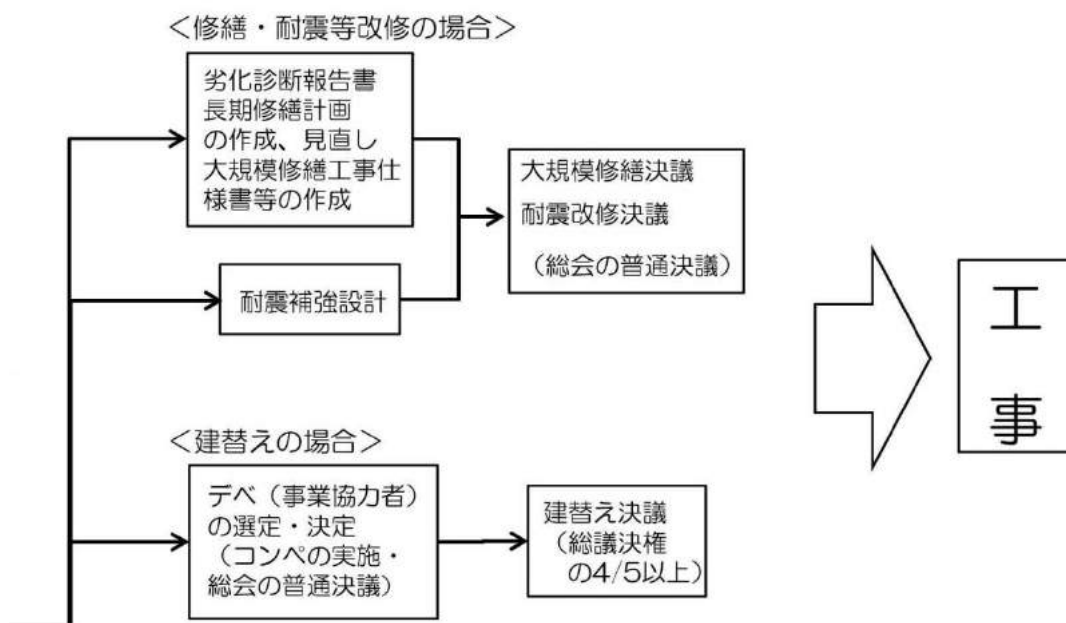 ＜修繕・耐震等改修の場合＞
劣化診断報告書
長期修繕計画
の作成、見直し
大規模修繕工事仕
様書等の作成
大規模修繕決議
耐震改修決議
（総会の普通決議）
耐震補強設計
工
事
＜建替えの場合＞
デベ（事業協力者）
の選定・決定
（コンペの実施・
総会の普通決議）
建替え決議
（総議決権
の4/5以上）